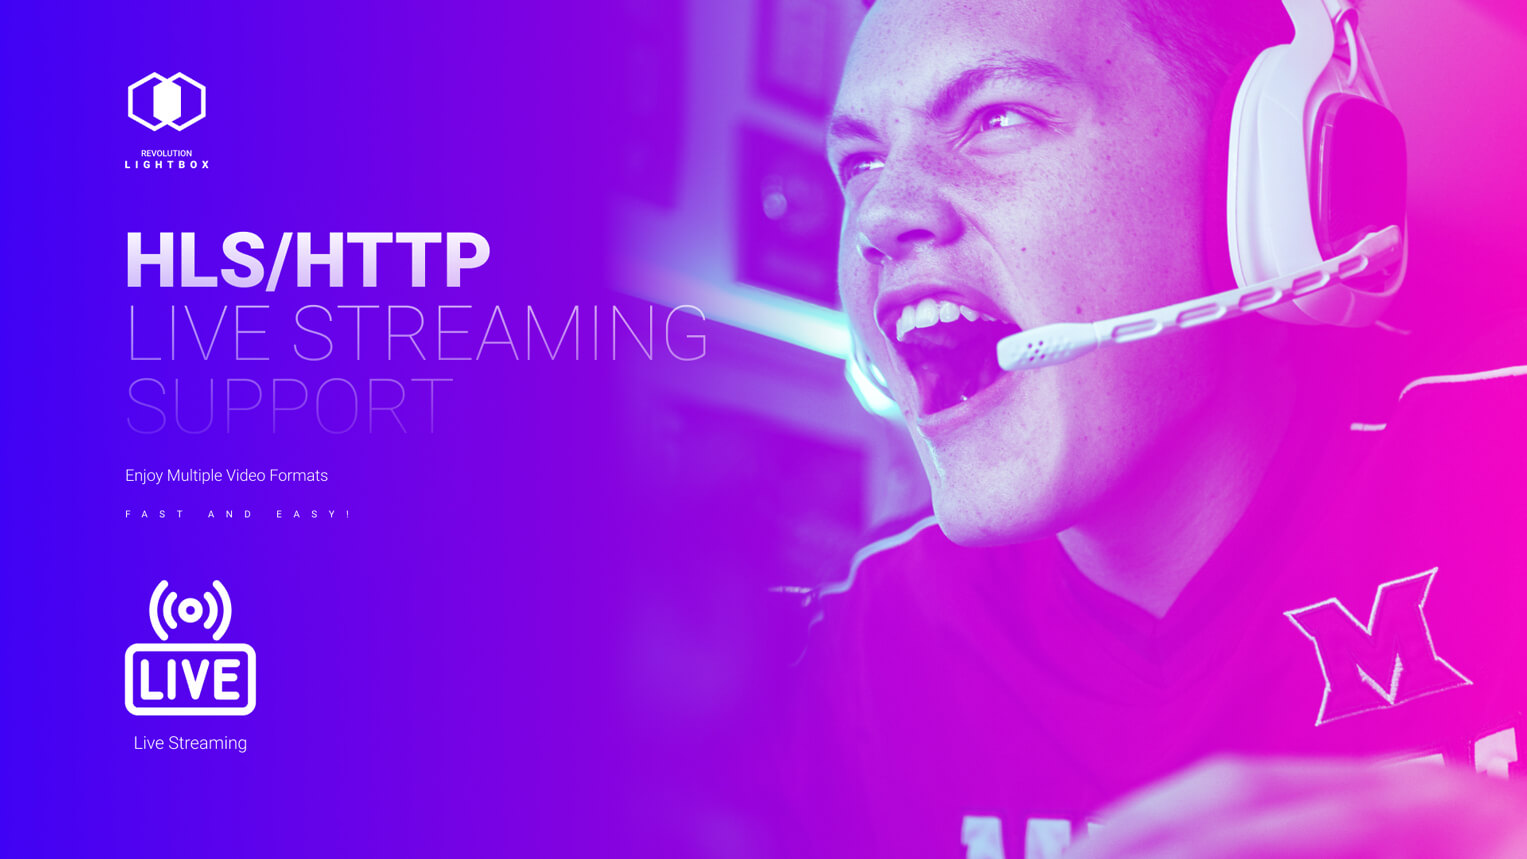 REVOLUTION
LIGHTBOX
HLS/HTTP
LIVE STREAMING
SUPPORT
Enjoy Multiple Video Formats
FAST AND EASY!
LIVE
Live Streaming
M